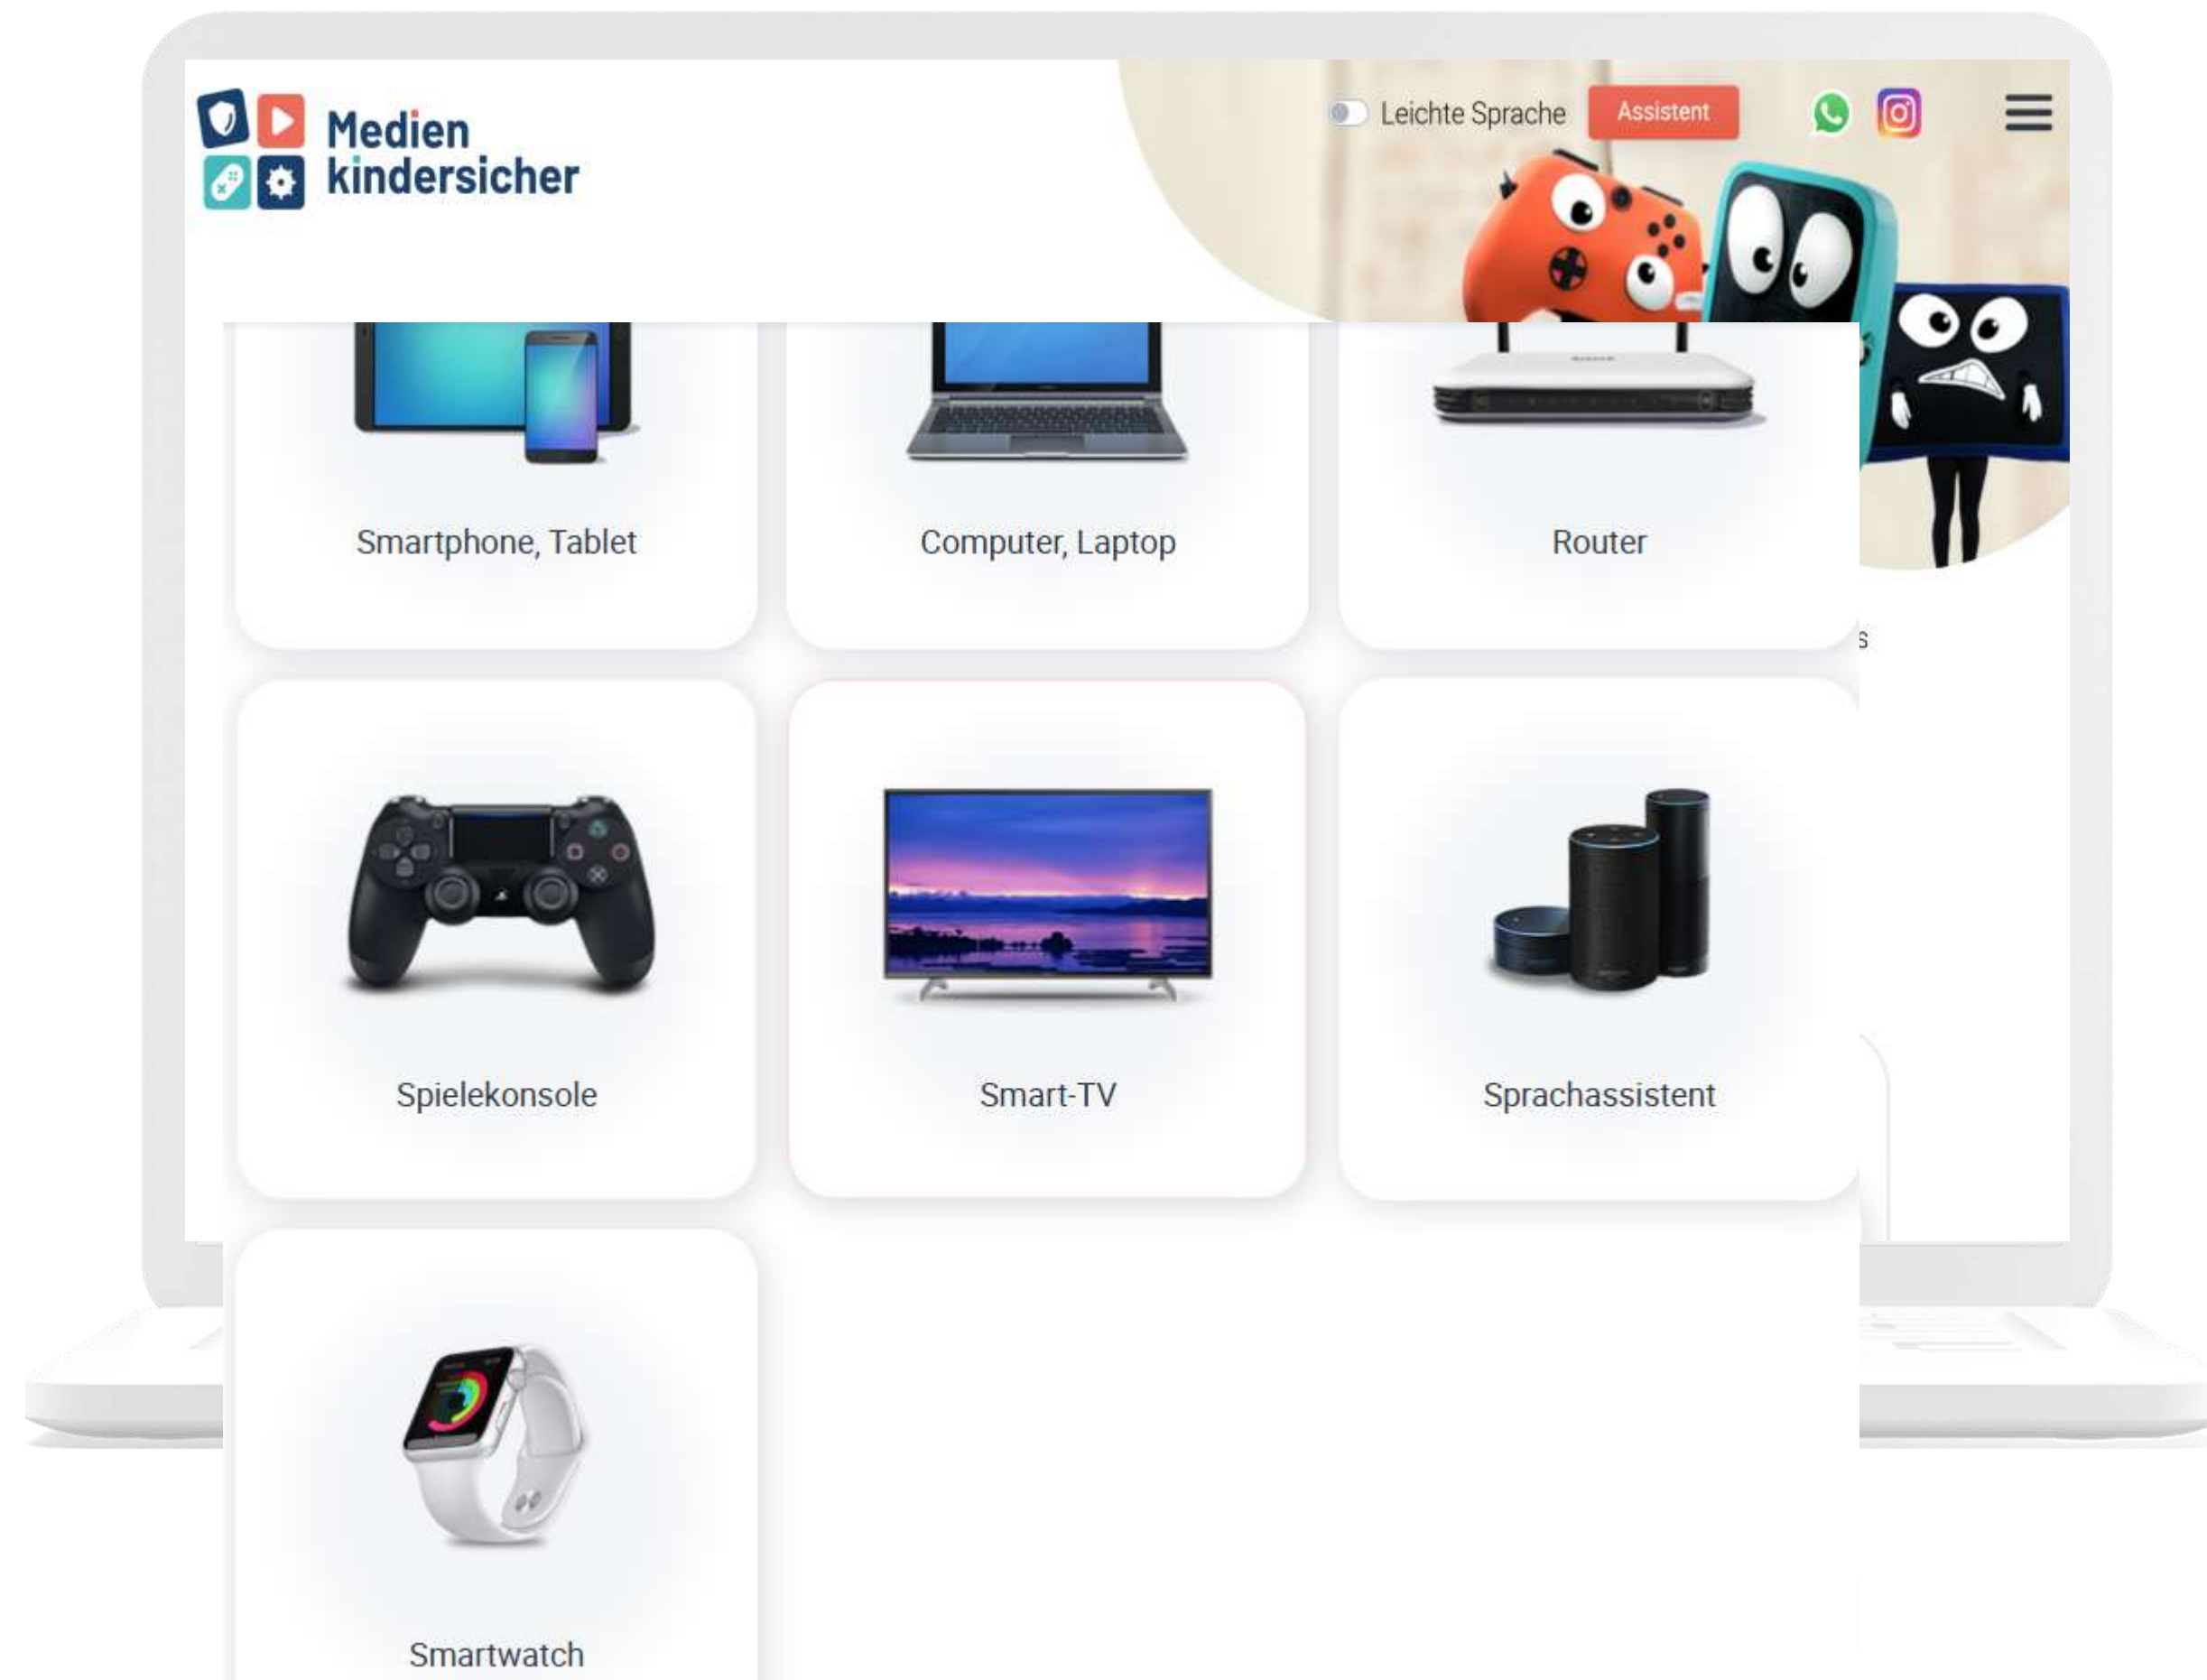 Medien
kindersicher
Leichte Sprache
Assistent
Smartphone, Tablet
Computer, Laptop
Router
s
Spielekonsole
Smart-TV
Sprachassistent
Smartwatch